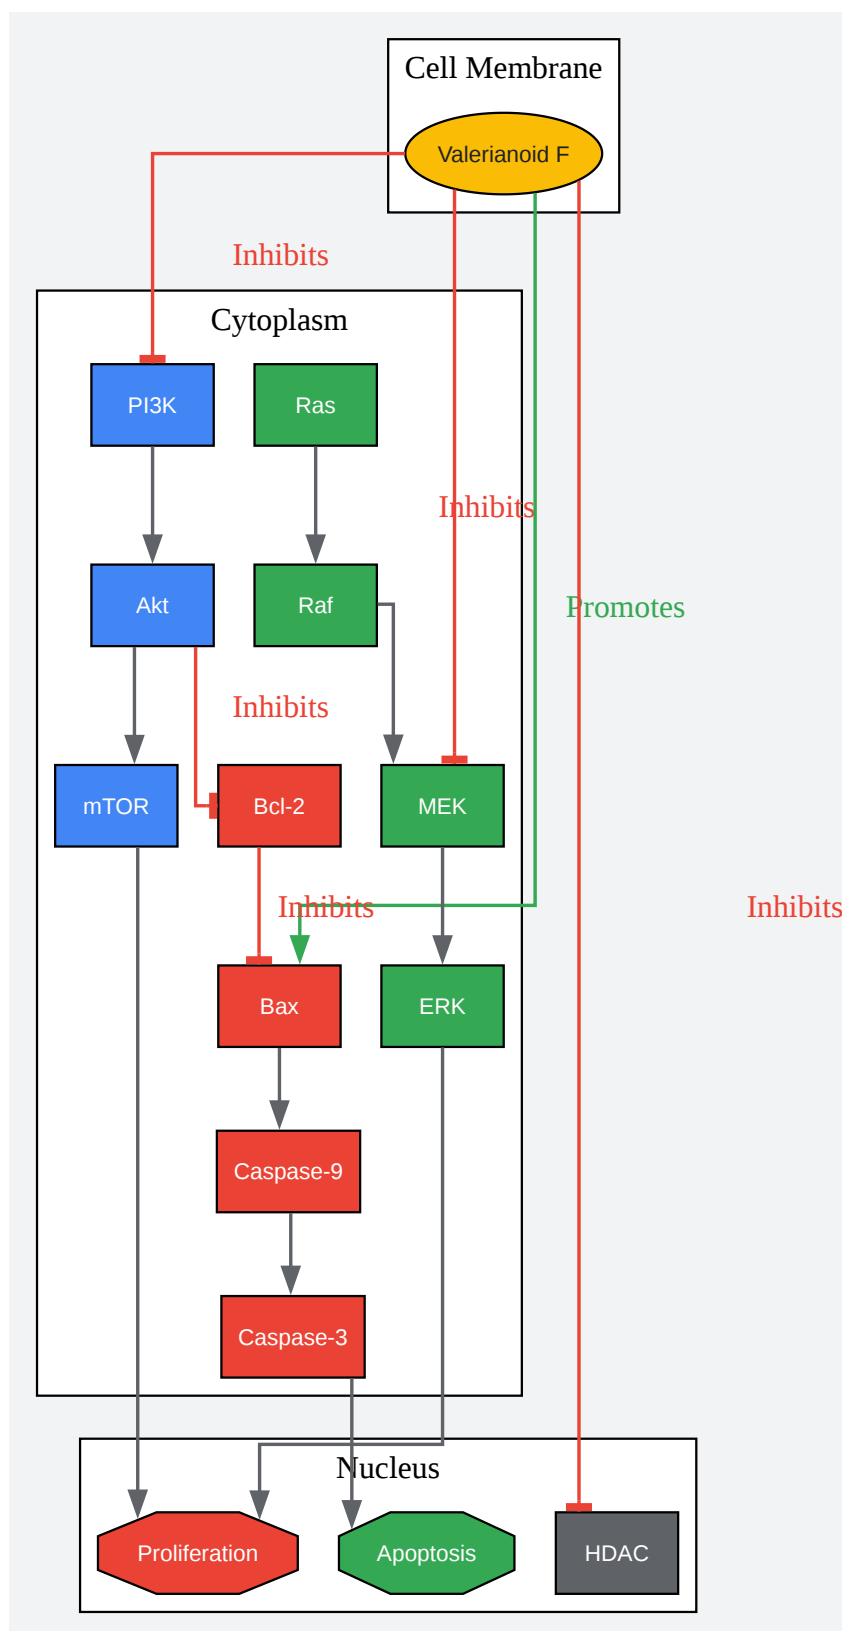 Cell Membrane
Valerianoid F
Inhibits
Cytoplasm
PI3K
Ras
Inhibits
Akt
Raf
Promotes
Inhibits
mTOR
Bcl-2
MEK
Inhibits
Inhibits
Bax
ERK
Caspase-9
Caspase-3
Nucleus
Proliferation
Apoptosis
HDAC